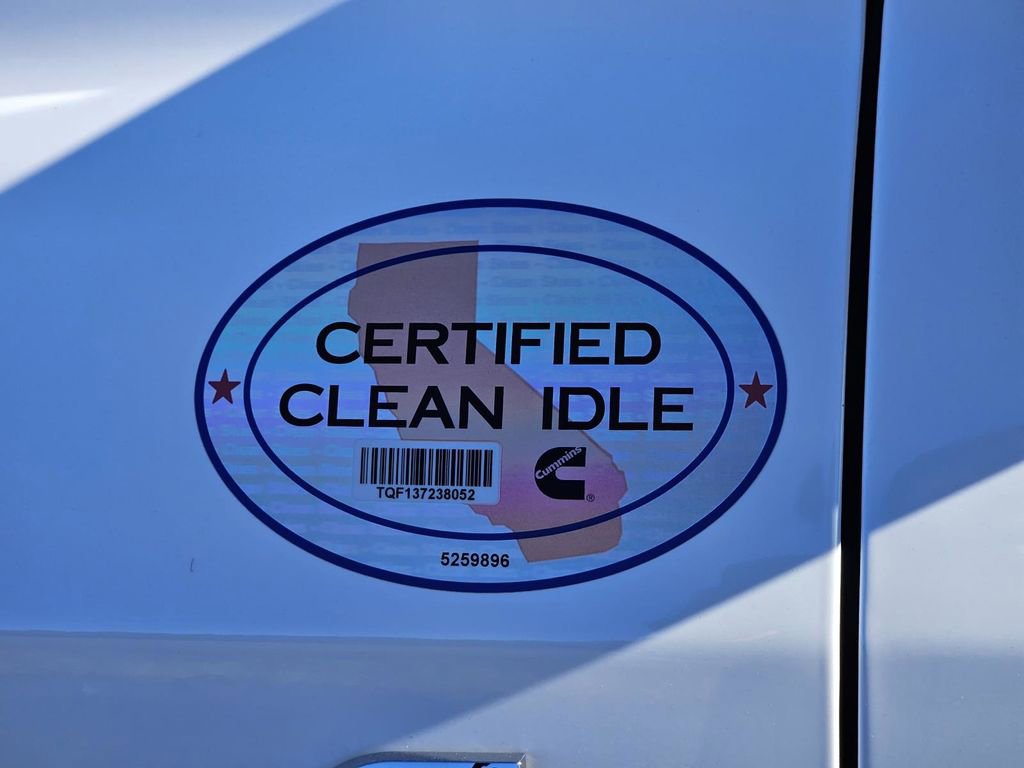 CERTIFIED
CLEAN IDLE
TQF137238052
Cummins
®
5259896